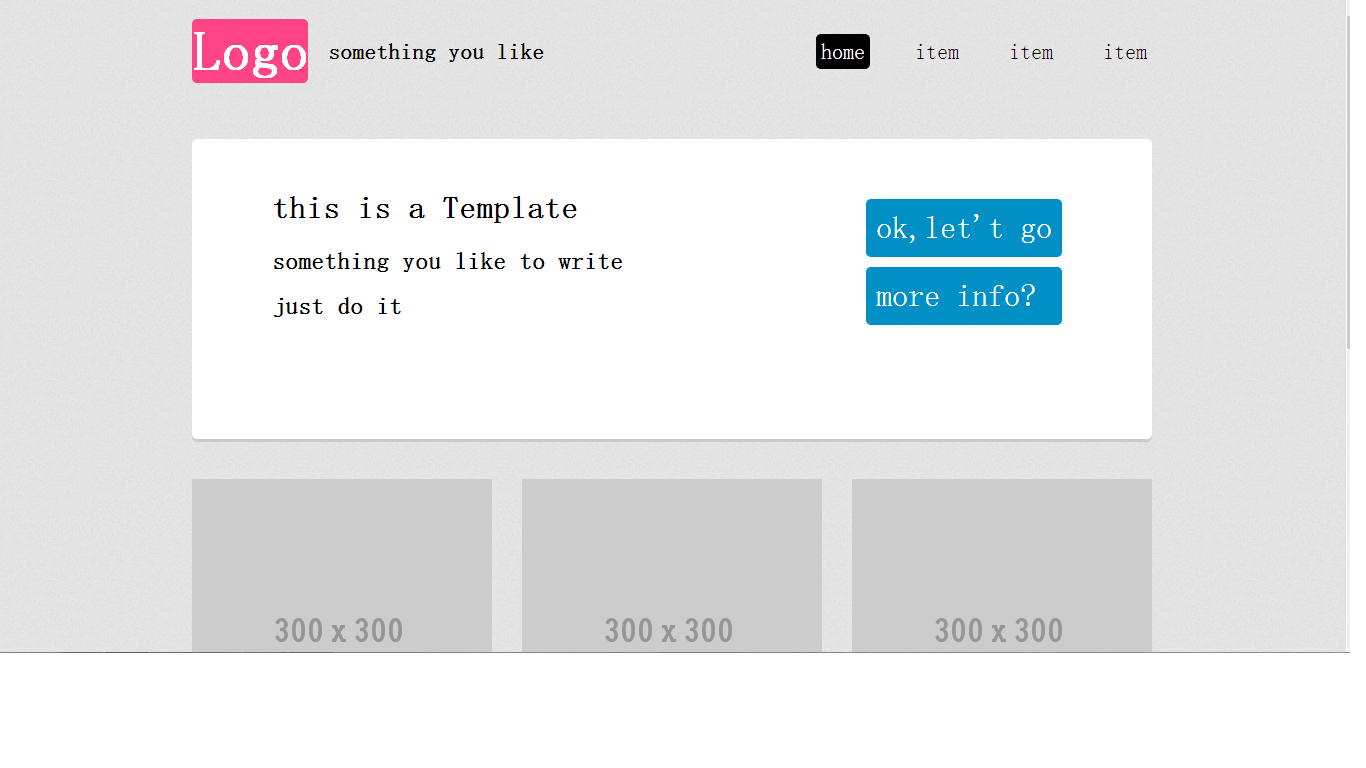 Logo something you like home item item item
this is a Template
something you like to write
just do it
ok,let't go
more info?
300 x 300 300 x 300 300 x 300